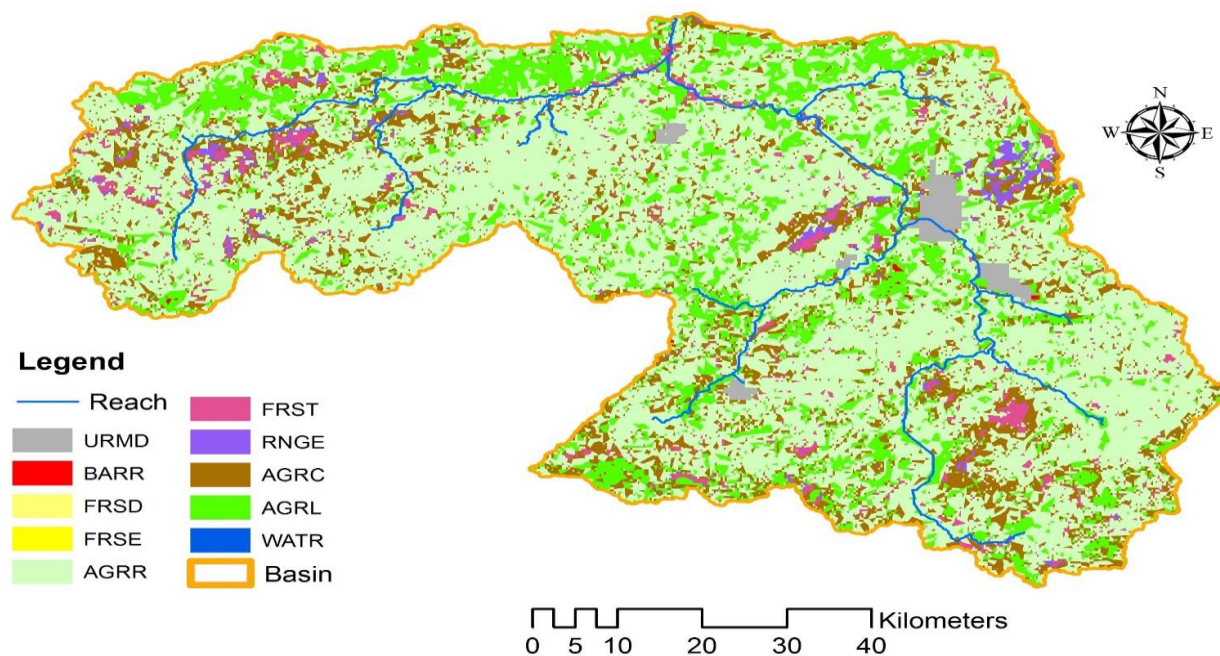 N
W E
S
Legend
Reach
URMD
BARR
FRSD
FRSE
AGRR
FRST
RNGE
AGRC
AGRL
WATR
Basin
Kilometers
0 5 10 20 30 40